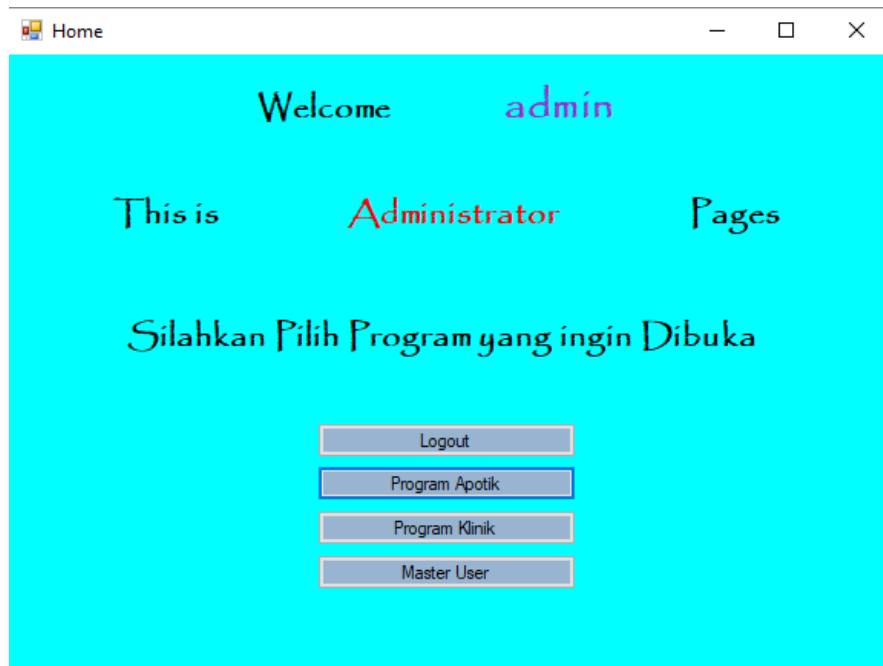 Home
Welcome admin
This is Administrator Pages
Silahkan Pilih Program yang ingin Dibuka
Logout
Program Apotik
Program Klinik
Master User